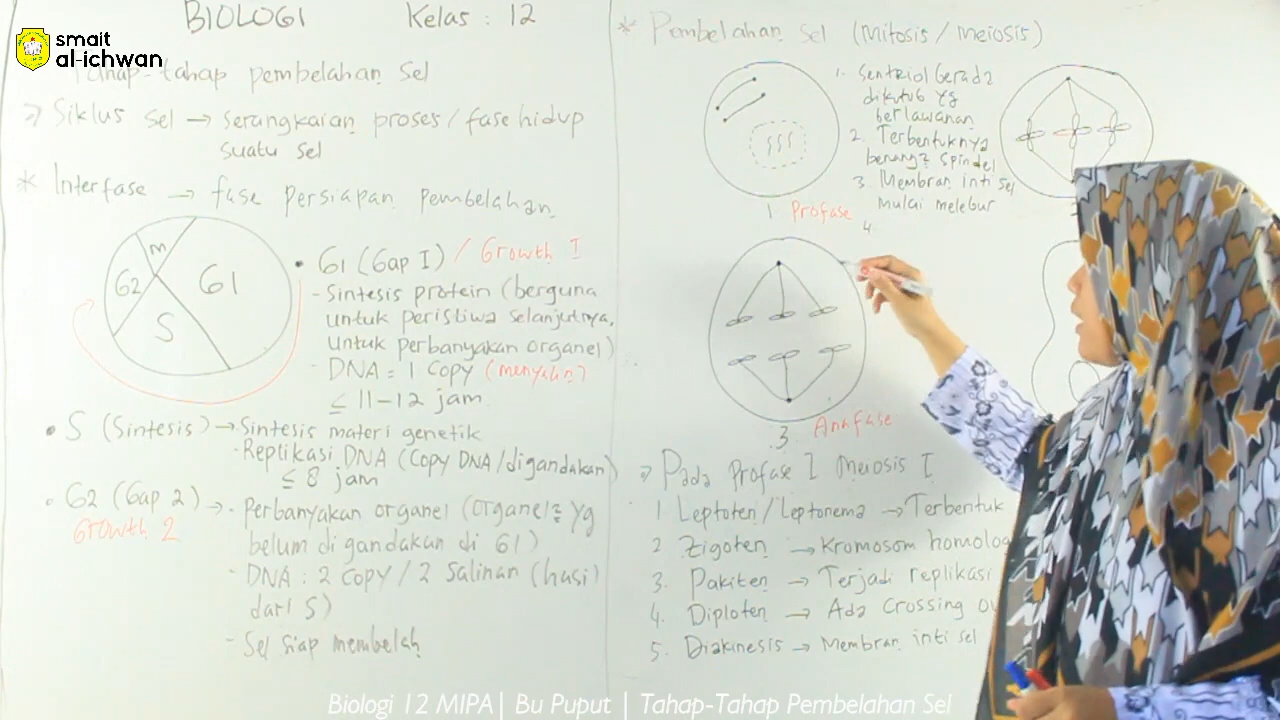 smait
al-ichwan
BIOLOGI Kelas : 12
Tahap-tahap pembelahan sel
Siklus sel → serangkaian proses/fase hidup
suatu sel
* Interfase → fase persiapan pembelahan
m
G2
G1
S
• G1 (Gap I) / Growth I
- Sintesis protein (berguna
untuk peristiwa selanjutnya,
untuk perbanyakan organel)
- DNA = 1 copy (menyalin)
≤ 11-12 jam
• S (Sintesis) → Sintesis materi genetik
- Replikasi DNA (copy DNA/digandakan)
≤ 8 jam
• G2 (Gap 2) → - Perbanyakan organel (organel2 yg
Growth 2
belum digandakan di G1)
- DNA : 2 copy / 2 salinan (hasil
dari S)
- Sel siap membelah
* Pembelahan sel (Mitosis / Meiosis)
1. Sentriol berada
dikutub yg
berlawanan
2. Terbentuknya
benang2 spindel
3. Membran inti sel
mulai melebur
4.
1 Profase
3. Anafase
Pada Profase I Meiosis I
1 Leptoten/Leptonema → Terbentuk
2 Zigoten → Kromosom homolog
3. Pakiten → Terjadi replikasi
4. Diploten → Ada crossing
5. Diakinesis → Membran inti sel
Biologi 12 MIPA | Bu Puput | Tahap-Tahap Pembelahan Sel